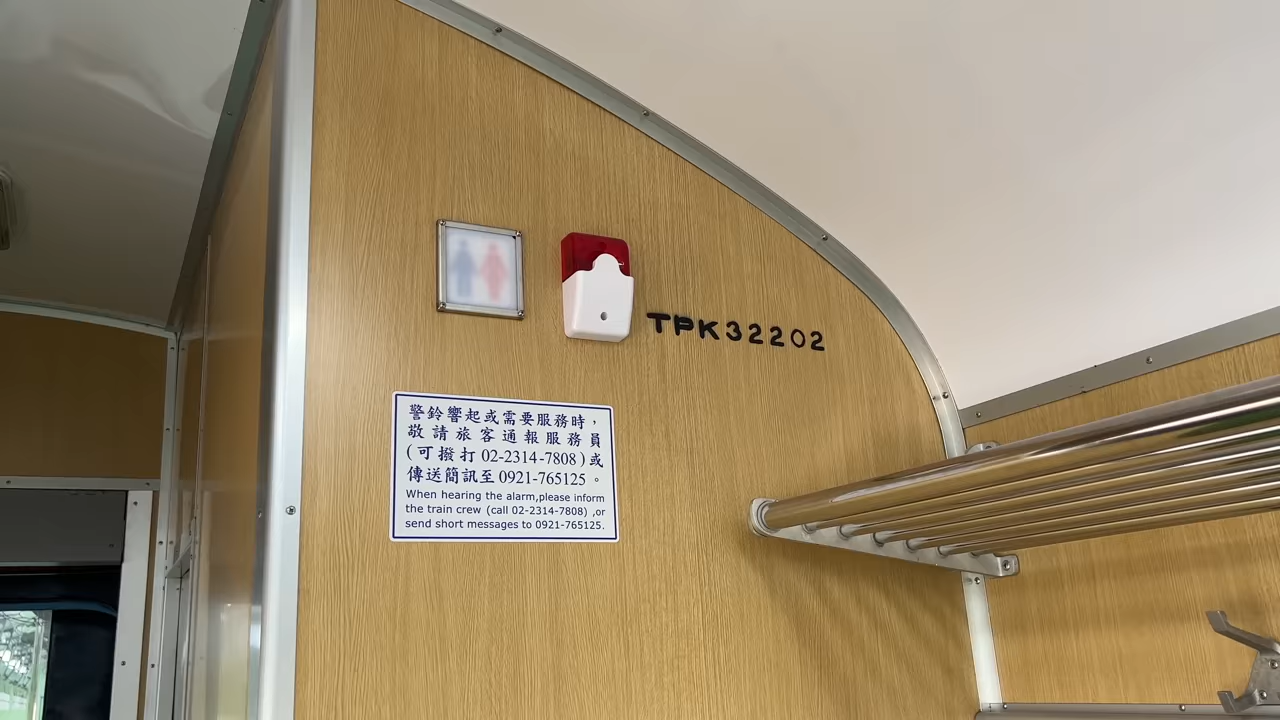 TPK32202
警鈴響起或需要服務時，
敬請旅客通報服務員
(可撥打02-2314-7808)或
傳送簡訊至0921-765125。
When hearing the alarm,please inform
the train crew (call 02-2314-7808) ,or
send short messages to 0921-765125.